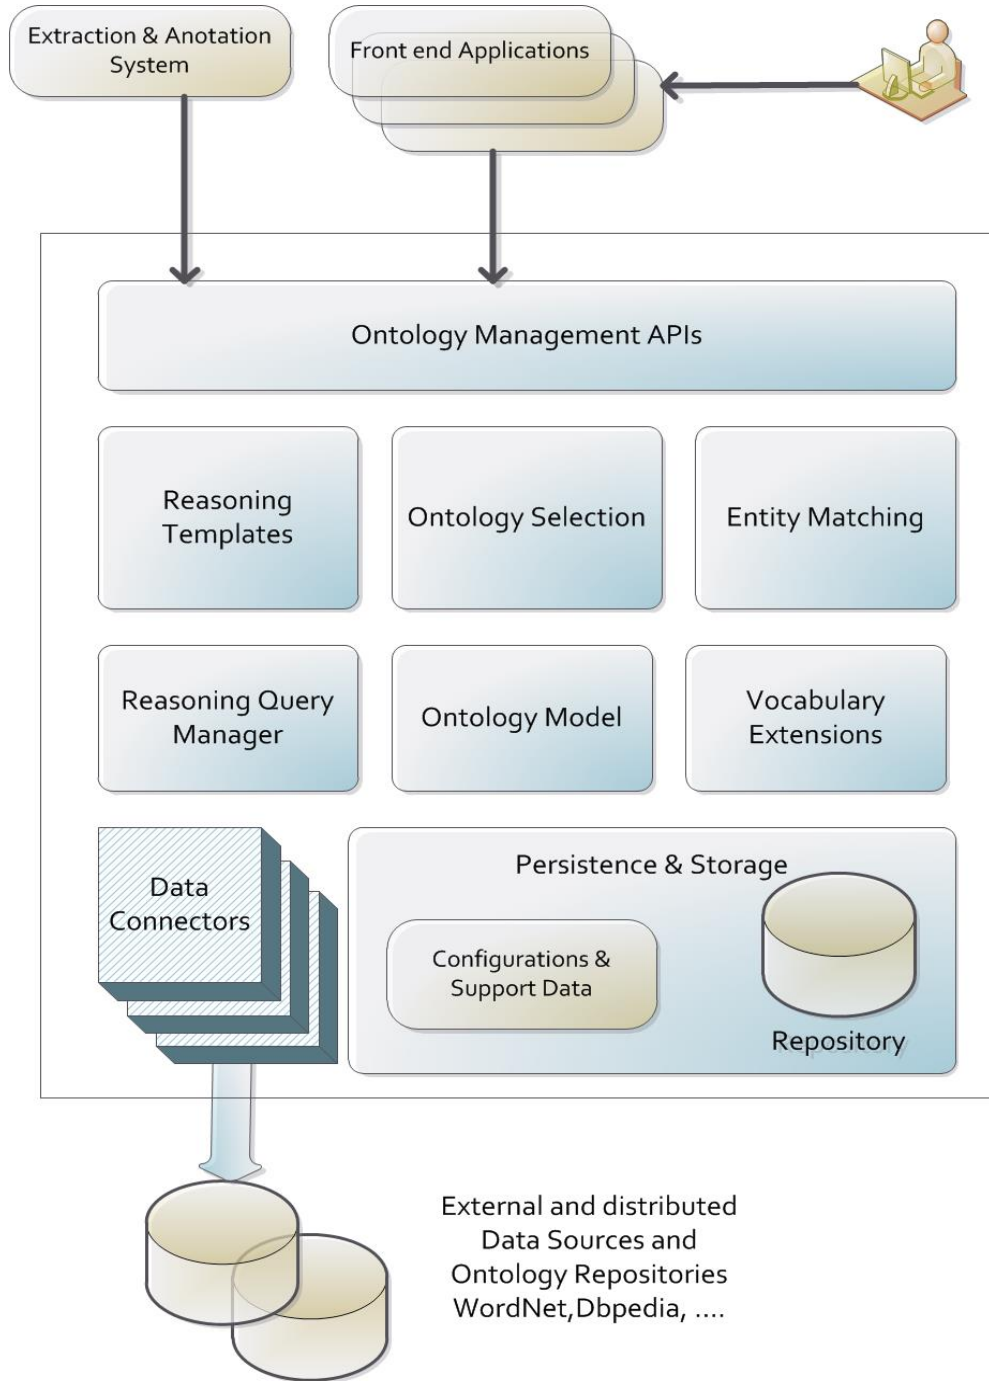 Extraction & Anotation
System
Front end Applications
Ontology Management APIs
Reasoning
Templates
Ontology Selection
Entity Matching
Reasoning Query
Manager
Ontology Model
Vocabulary
Extensions
Data
Connectors
Persistence & Storage
Configurations &
Support Data
Repository
External and distributed
Data Sources and
Ontology Repositories
WordNet,Dbpedia, ....